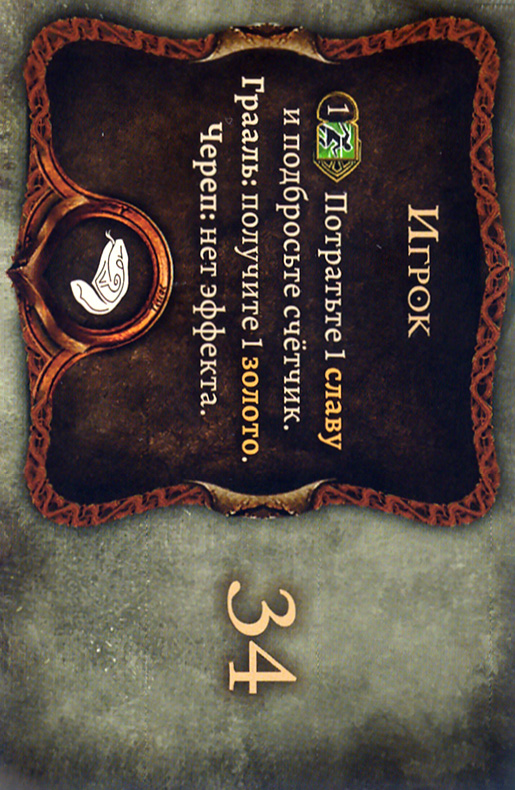 Игрок
1 Потратьте 1 славу
и подбросьте счётчик.
Грааль: получите 1 золото.
Череп: нет эффекта.
34